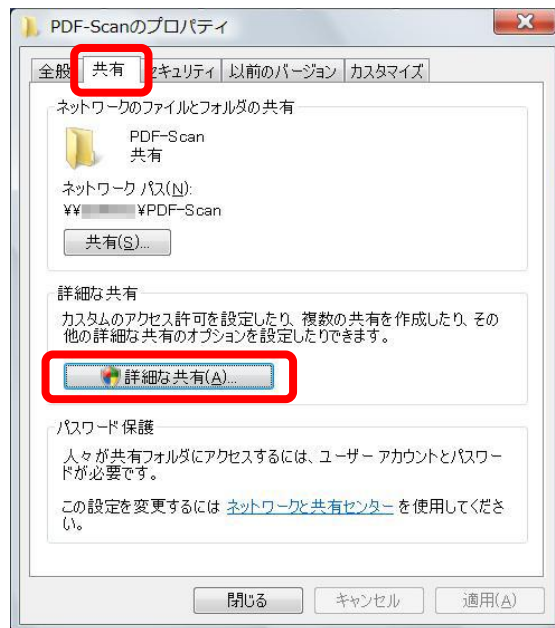 PDF-Scanのプロパティ
全般 共有 セキュリティ 以前のバージョン カスタマイズ
ネットワークのファイルとフォルダの共有
PDF-Scan
共有
ネットワーク パス(N):
¥¥ ¥PDF-Scan
共有(S)...
詳細な共有
カスタムのアクセス許可を設定したり、複数の共有を作成したり、その
他の詳細な共有のオプションを設定したりできます。
詳細な共有(A)...
パスワード保護
人々が共有フォルダにアクセスするには、ユーザー アカウントとパスワー
ドが必要です。
この設定を変更するには ネットワークと共有センター を使用してくださ
い。
閉じる キャンセル 適用(A)